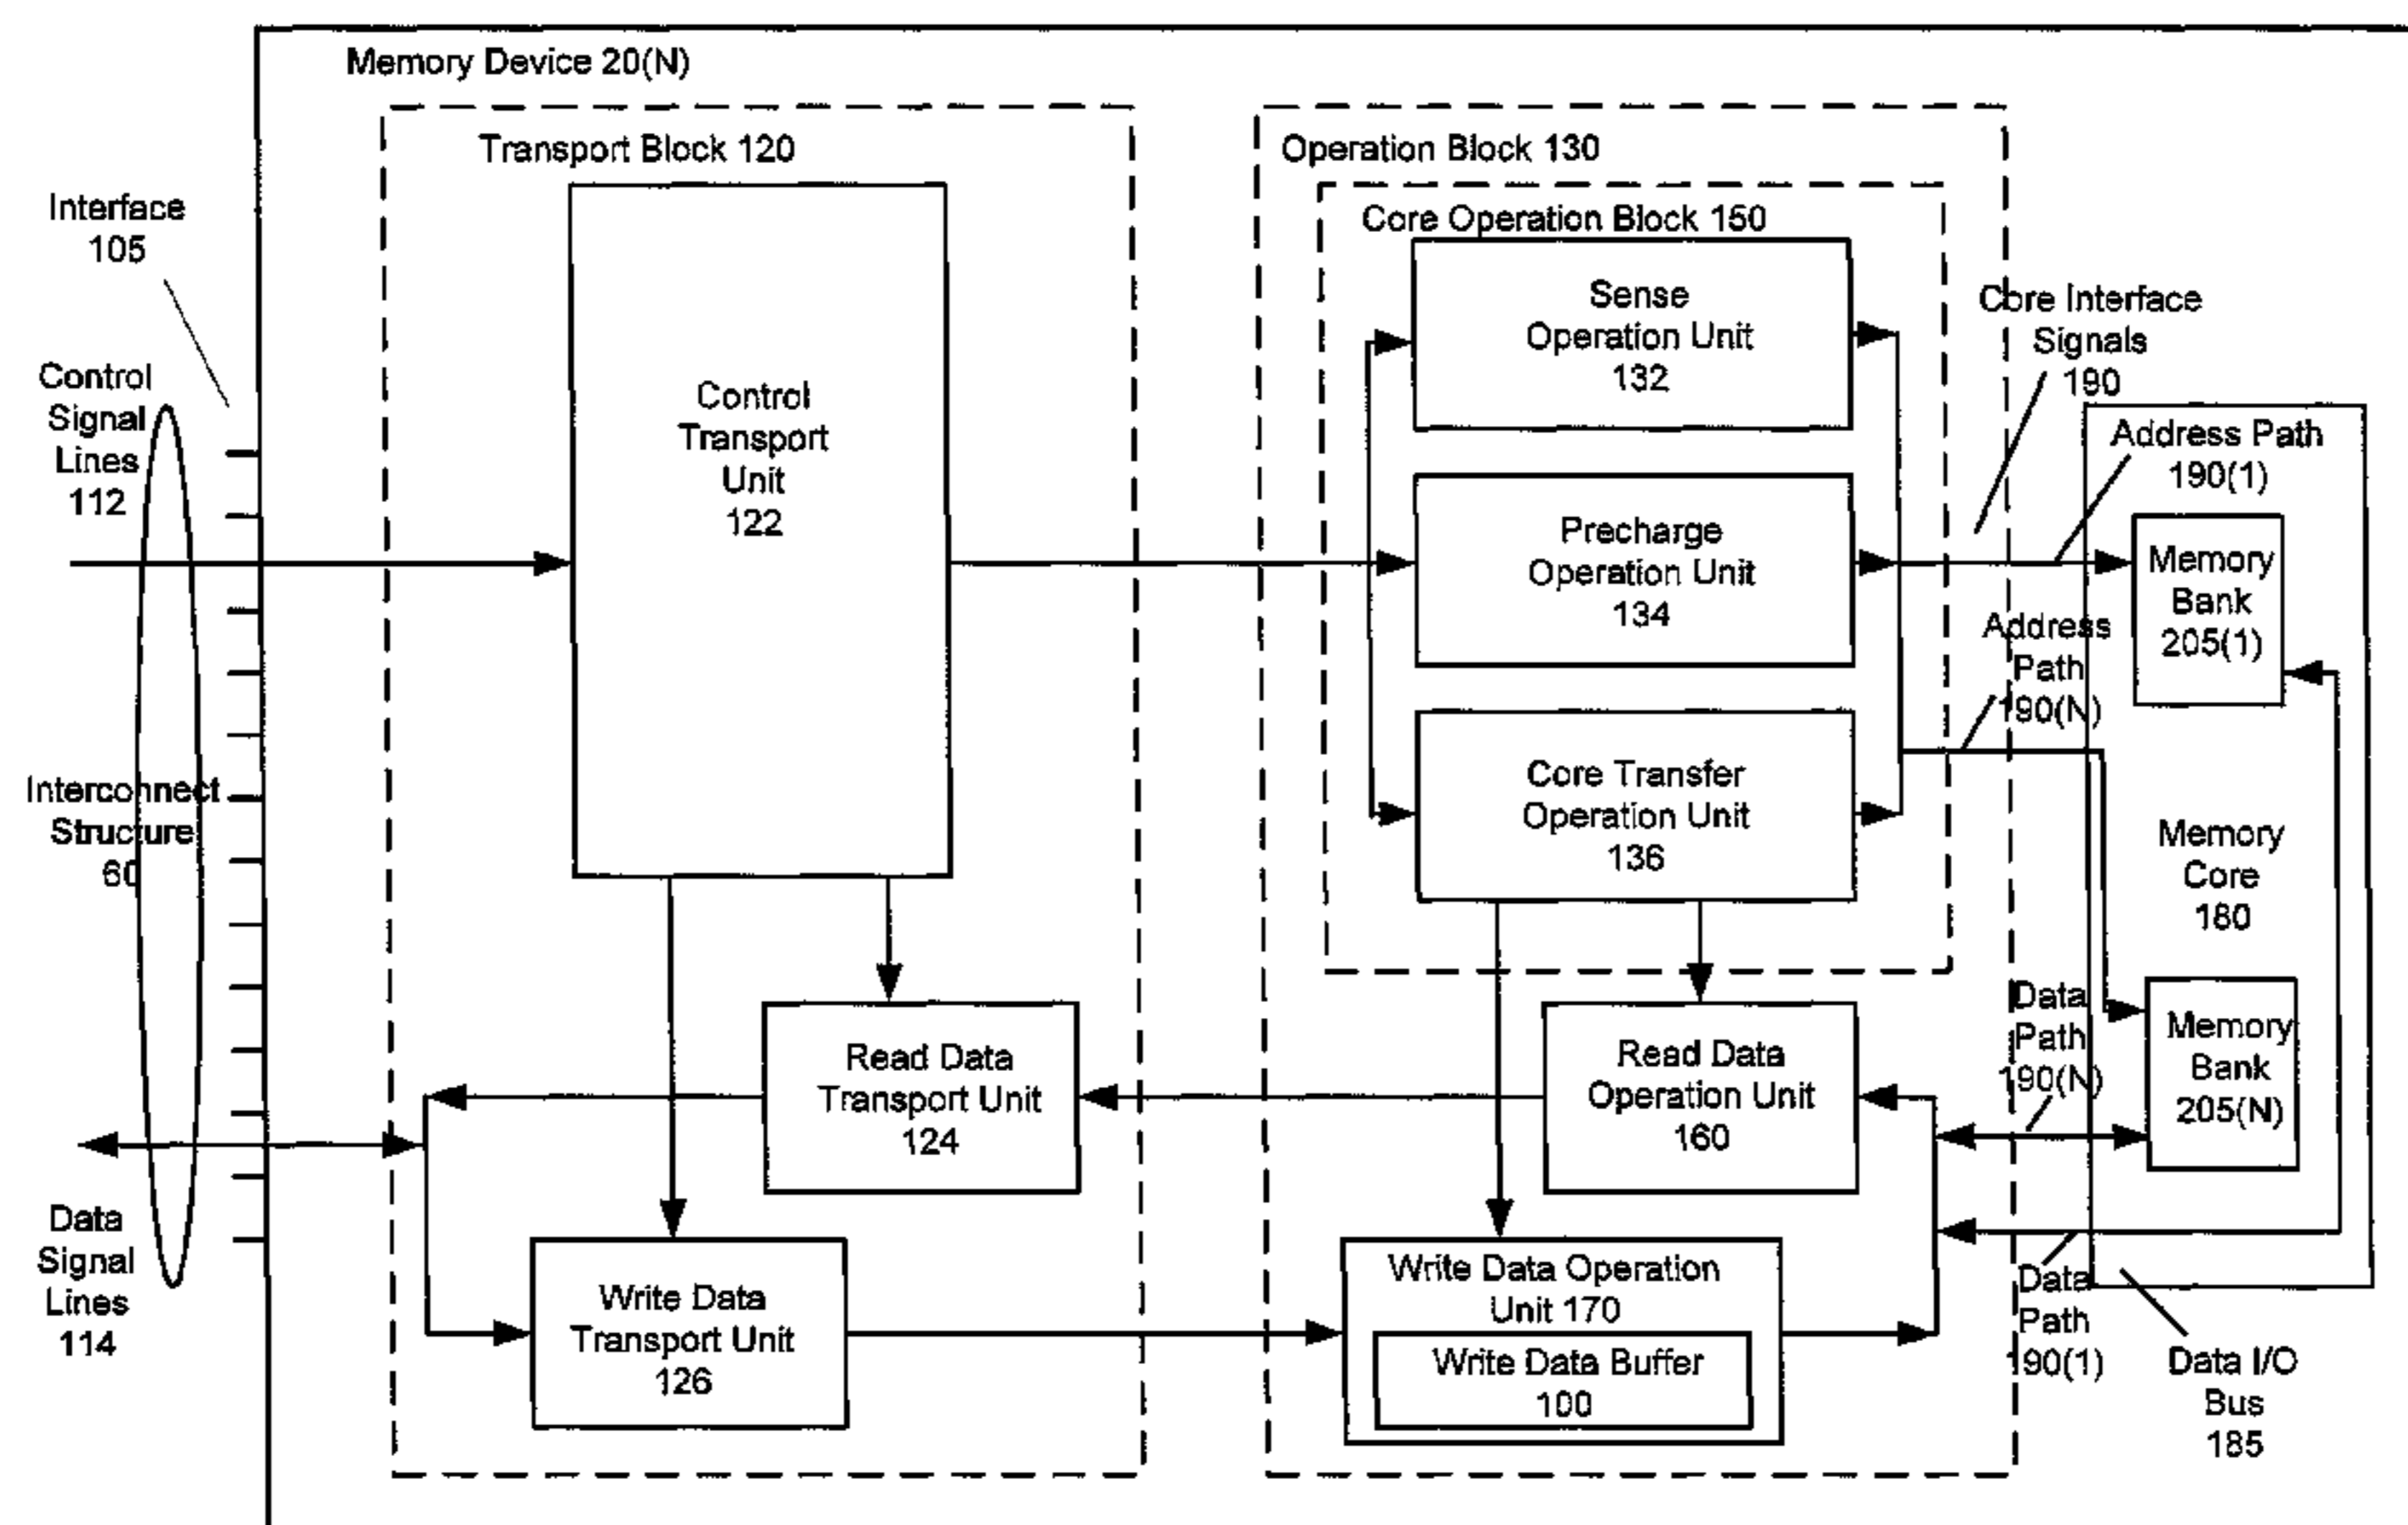 Memory Device 20(N)
Transport Block 120
Operation Block 130
Core Operation Block 150
Interface
105
Control
Signal
Lines
112
Interconnect
Structure
60
Data
Signal
Lines
114
Control
Transport
Unit
122
Read Data
Transport Unit
124
Write Data
Transport Unit
126
Sense
Operation Unit
132
Precharge
Operation Unit
134
Core Transfer
Operation Unit
136
Read Data
Operation Unit
160
Write Data Operation
Unit 170
Write Data Buffer
100
Core Interface
Signals
190
Address Path
190(1)
Memory
Bank
205(1)
Address
Path
190(N)
Memory
Core
180
Data
Path
190(N)
Memory
Bank
205(N)
Data
Path
190(1)
Data I/O
Bus
185